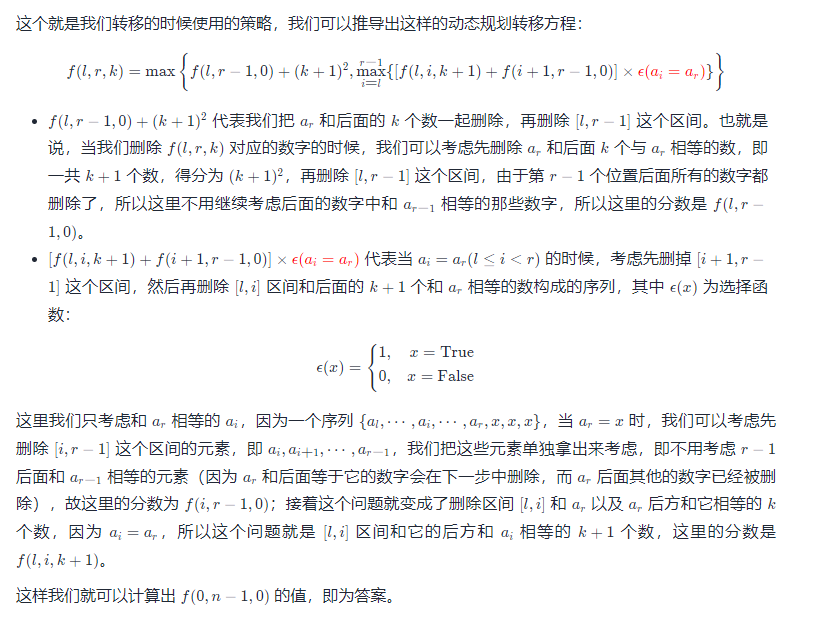 这个就是我们转移的时候使用的策略，我们可以推导出这样的动态规划转移方程：
f(l, r, k) = max { f(l, r − 1, 0) + (k + 1)², max_{i=l}^{r−1} {[f(l, i, k + 1) + f(i + 1, r − 1, 0)] × ϵ(a_i = a_r)} }
• f(l, r − 1, 0) + (k + 1)² 代表我们把 a_r 和后面的 k 个数一起删除，再删除 [l, r − 1] 这个区间。也就是
说，当我们删除 f(l, r, k) 对应的数字的时候，我们可以考虑先删除 a_r 和后面 k 个与 a_r 相等的数，即
一共 k + 1 个数，得分为 (k + 1)²，再删除 [l, r − 1] 这个区间，由于第 r − 1 个位置后面所有的数字都
删除了，所以这里不用继续考虑后面的数字中和 a_{r−1} 相等的那些数字，所以这里的分数是 f(l, r −
1, 0)。
• [f(l, i, k + 1) + f(i + 1, r − 1, 0)] × ϵ(a_i = a_r) 代表当 a_i = a_r(l ≤ i < r) 的时候，考虑先删掉 [i + 1, r −
1] 这个区间，然后再删除 [l, i] 区间和后面的 k + 1 个和 a_r 相等的数构成的序列，其中 ϵ(x) 为选择函
数：
ϵ(x) = { 1, x = True
0, x = False
这里我们只考虑和 a_r 相等的 a_i，因为一个序列 {a_l, ⋯ , a_i, ⋯ , a_r, x, x, x}，当 a_r = x 时，我们可以考虑先
删除 [i, r − 1] 这个区间的元素，即 a_i, a_{i+1}, ⋯ , a_{r−1}，我们把这些元素单独拿出来考虑，即不用考虑 r − 1
后面和 a_{r−1} 相等的元素（因为 a_r 和后面等于它的数字会在下一步中删除，而 a_r 后面其他的数字已经被删
除），故这里的分数为 f(i, r − 1, 0)；接着这个问题就变成了删除区间 [l, i] 和 a_r 以及 a_r 后方和它相等的 k
个数，因为 a_i = a_r，所以这个问题就是 [l, i] 区间和它的后方和 a_i 相等的 k + 1 个数，这里的分数是
f(l, i, k + 1)。
这样我们就可以计算出 f(0, n − 1, 0) 的值，即为答案。